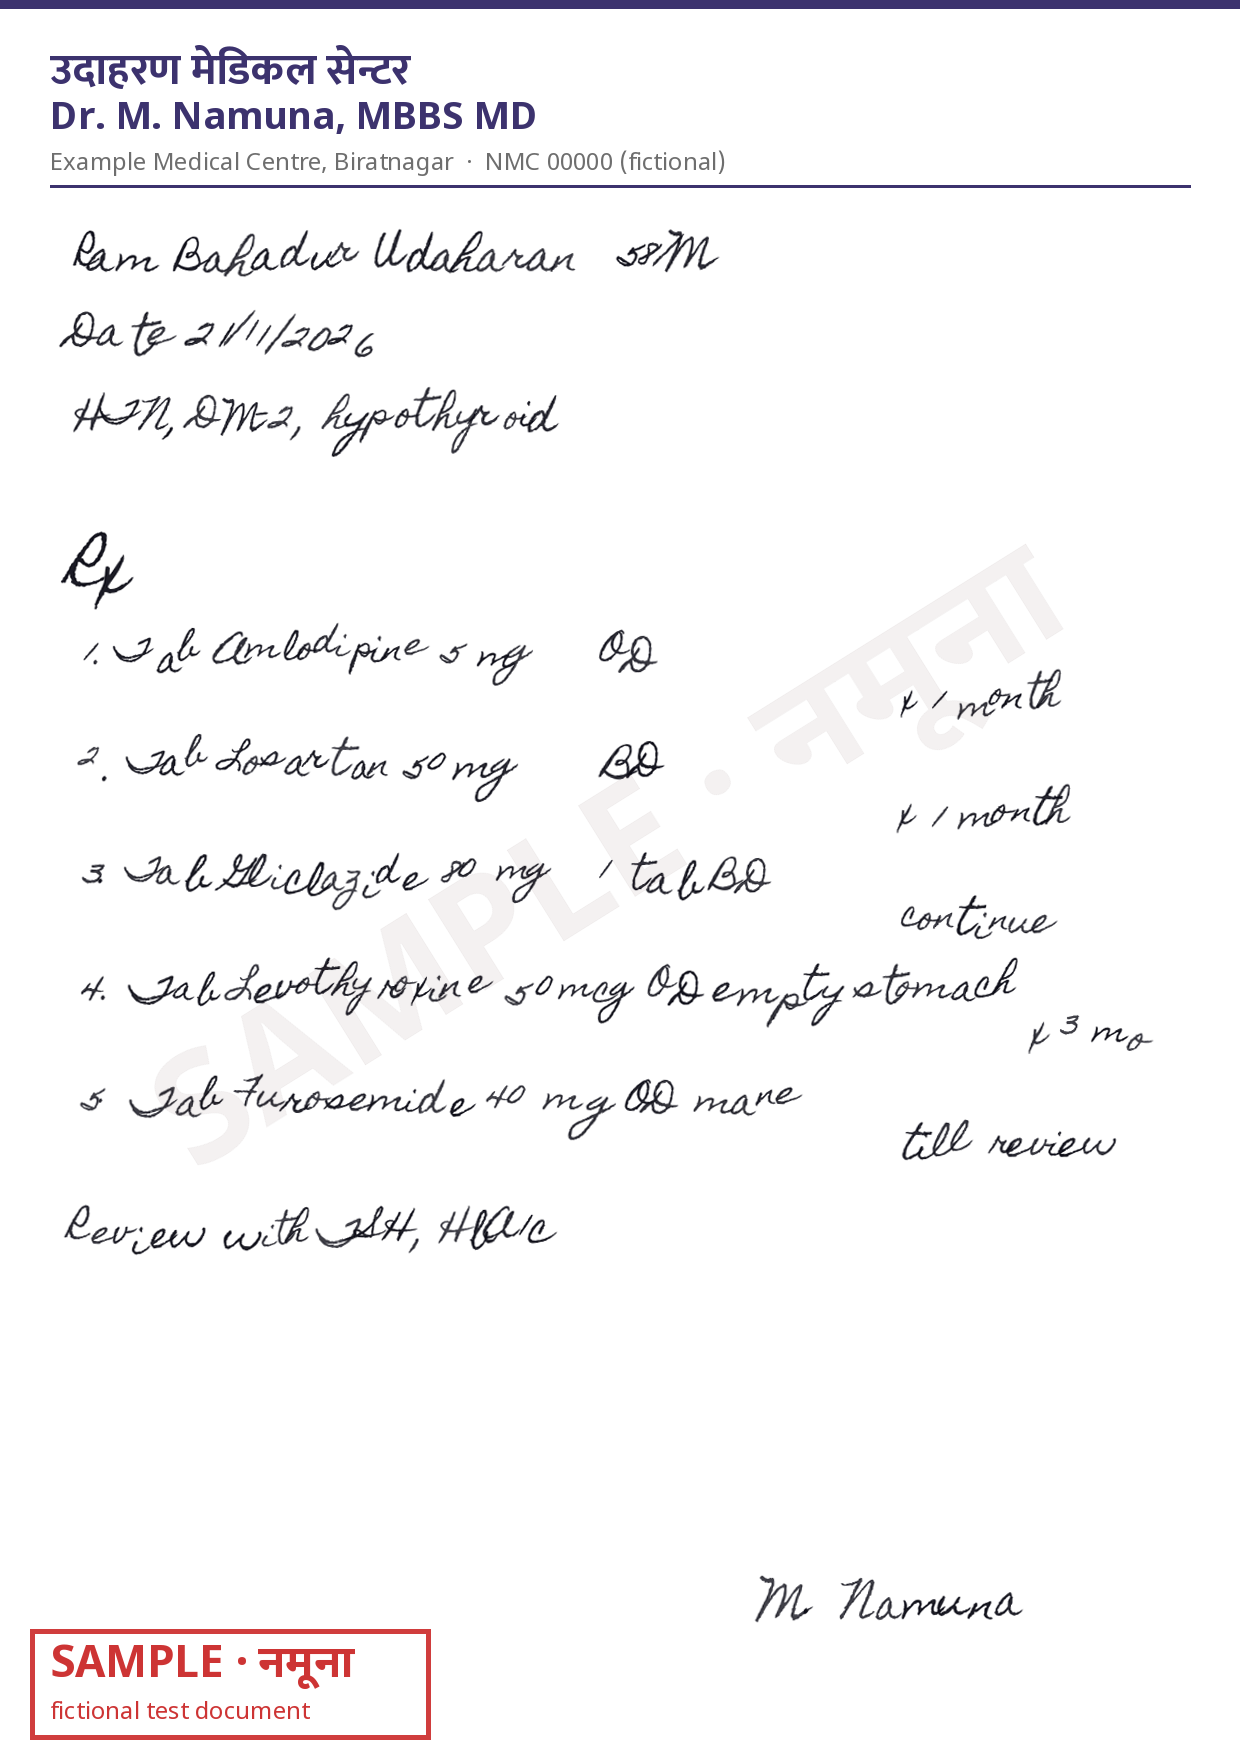 उदाहरण मेडिकल सेन्टर
Dr. M. Namuna, MBBS MD
Example Medical Centre, Biratnagar · NMC 00000 (fictional)
Ram Bahadur Udaharan 58M
Date 21/11/2026
HTN, DM-2, hypothyroid
Rx
1. Tab Amlodipine 5 mg OD
x 1 month
2. Tab Losartan 50 mg BD
x 1 month
3. Tab Gliclazide 80 mg 1 tab BD
continue
4. Tab Levothyroxine 50 mcg OD empty stomach
x 3 mo
5 Tab Furosemide 40 mg OD mane
till review
Review with TSH, HbA1c
M. Namuna
SAMPLE · नमूना
SAMPLE · नमूना
fictional test document